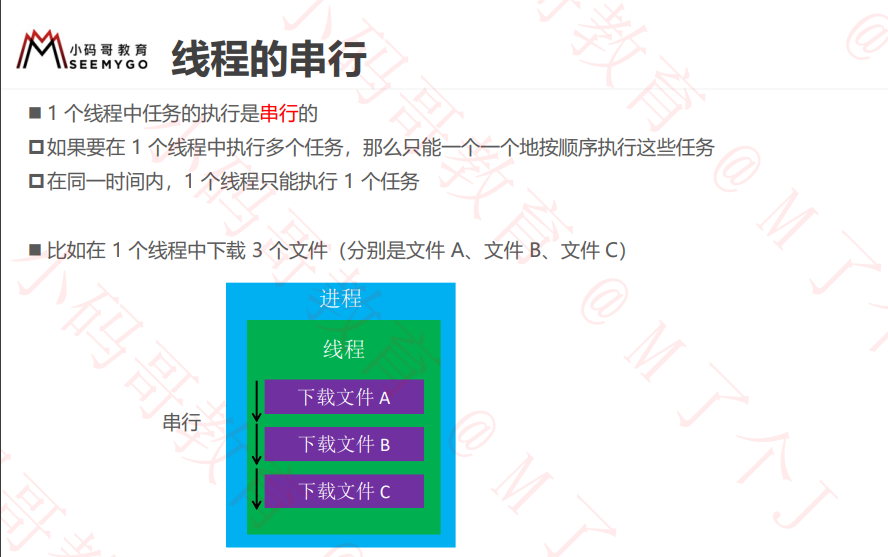 小码哥教育
SEEMYGO
线程的串行
■ 1 个线程中任务的执行是串行的
如果要在 1 个线程中执行多个任务，那么只能一个一个地按顺序执行这些任务
在同一时间内，1 个线程只能执行 1 个任务
■ 比如在 1 个线程中下载 3 个文件（分别是文件 A、文件 B、文件 C）
进程
线程
下载文件 A
串行
下载文件 B
下载文件 C
小码哥教育 @ M 了个 J